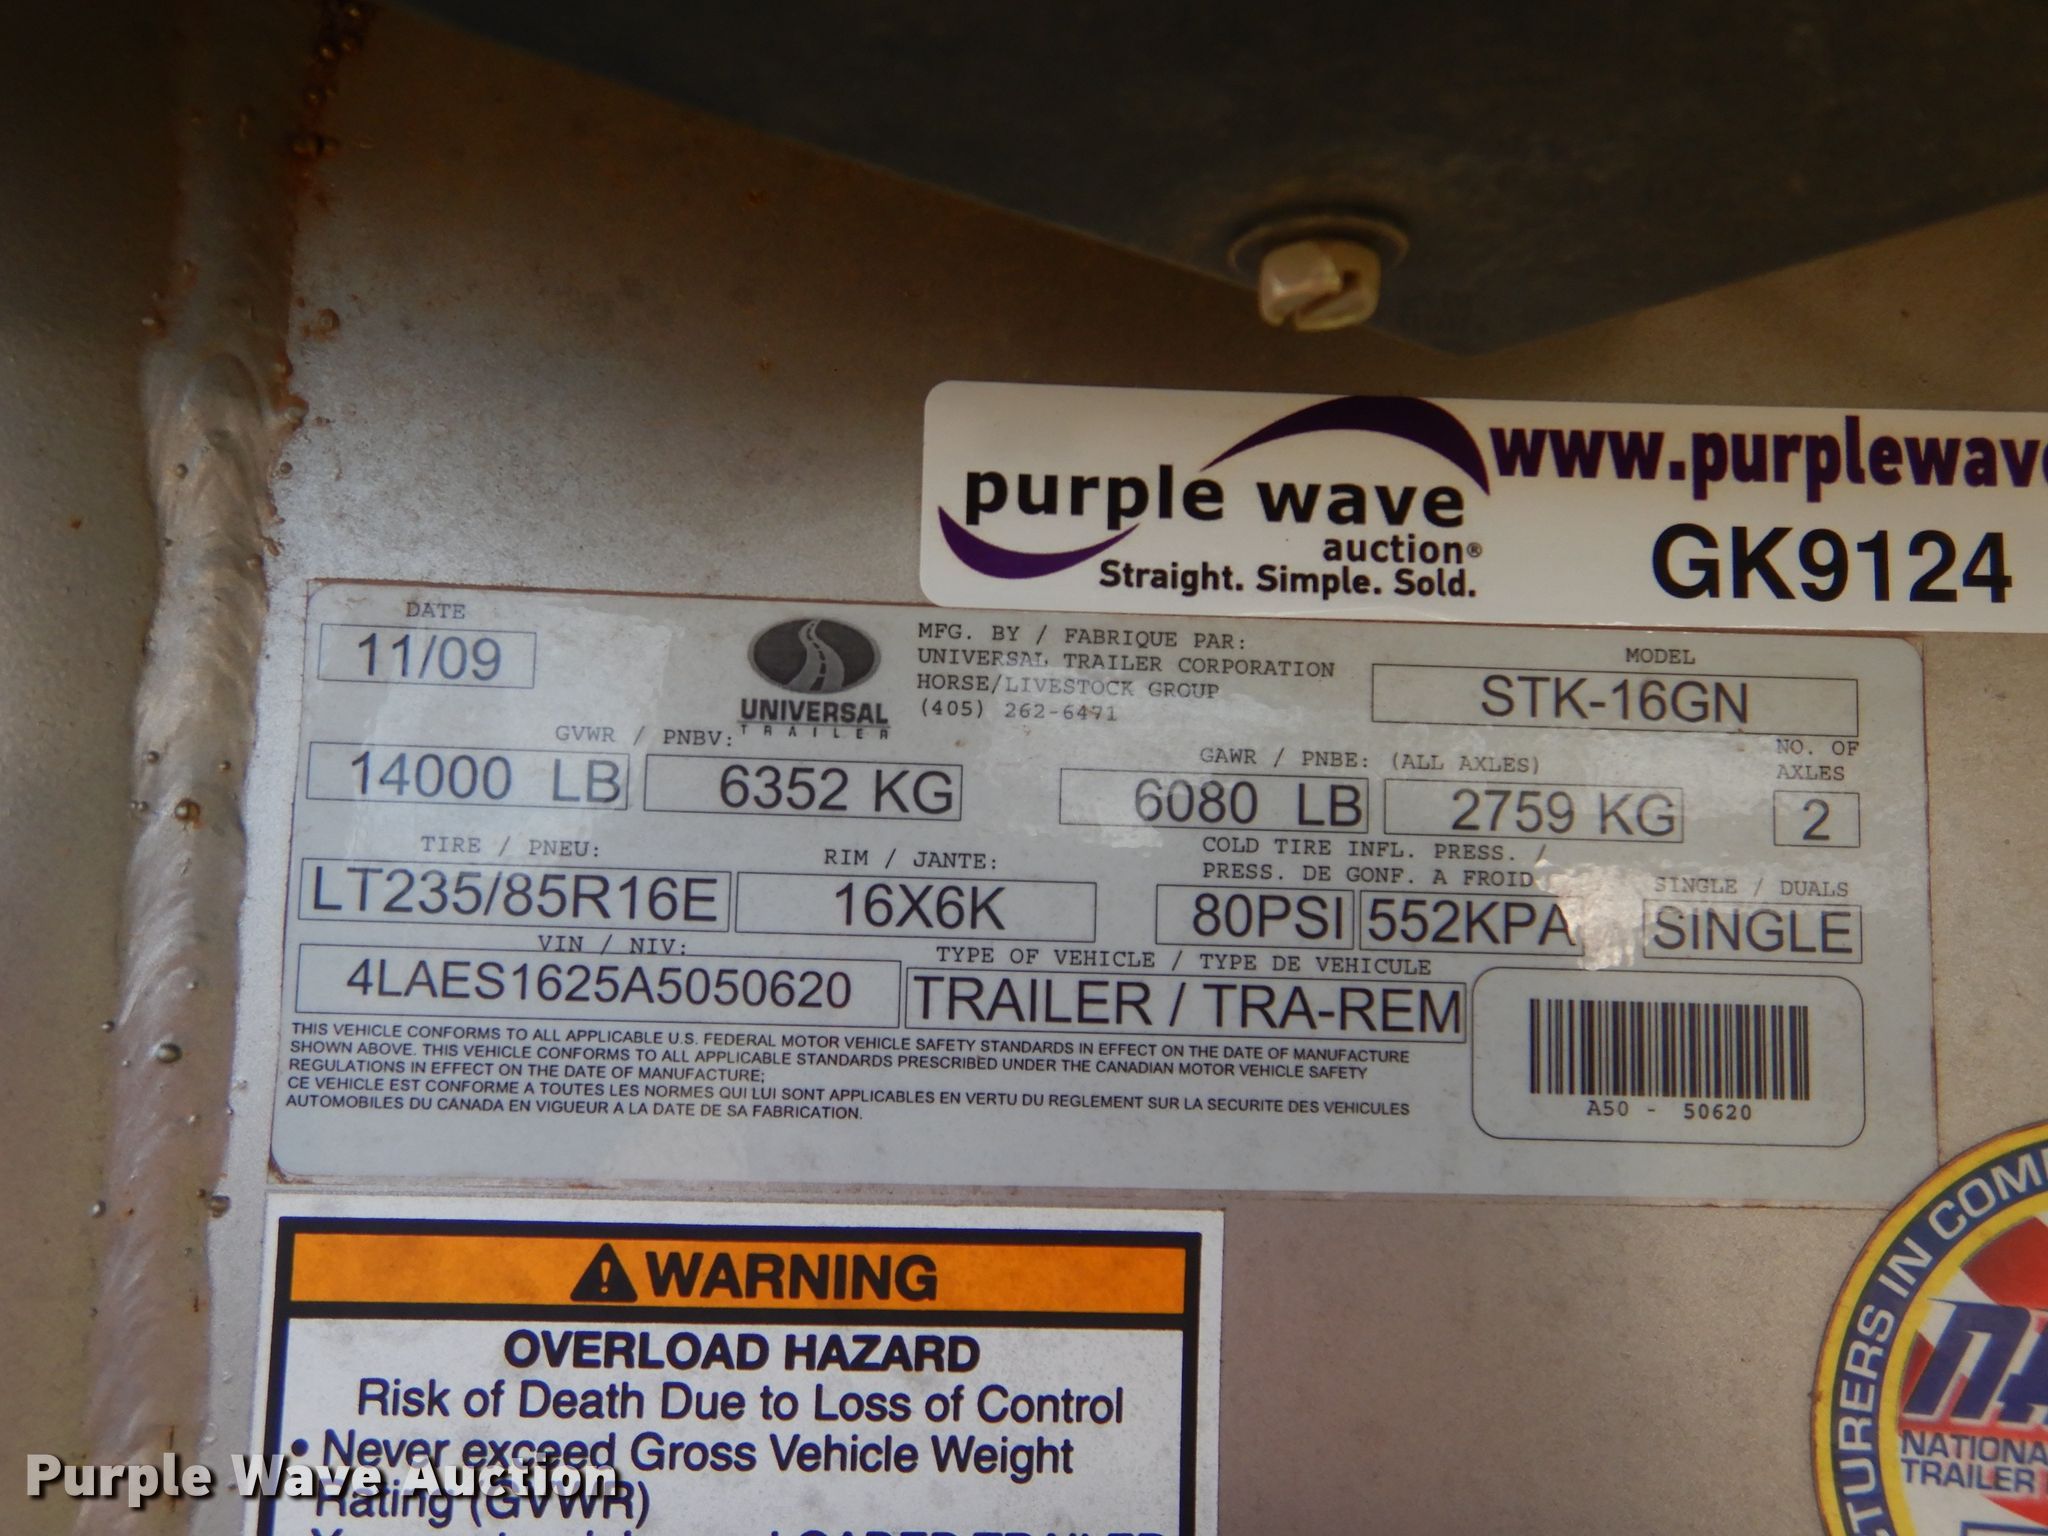 purple wave
auction®
Straight. Simple. Sold.
www.purplewave
GK9124
DATE
11/09
UNIVERSAL
TRAILER
MFG. BY / FABRIQUE PAR:
UNIVERSAL TRAILER CORPORATION
HORSE/LIVESTOCK GROUP
(405) 262-6471
MODEL
STK-16GN
GVWR / PNBV:
14000 LB 6352 KG
GAWR / PNBE: (ALL AXLES)
6080 LB 2759 KG
NO. OF
AXLES
2
TIRE / PNEU:
LT235/85R16E
RIM / JANTE:
16X6K
COLD TIRE INFL. PRESS. /
PRESS. DE GONF. A FROID
80PSI 552KPA
SINGLE / DUALS
SINGLE
VIN / NIV:
4LAES1625A5050620
TYPE OF VEHICLE / TYPE DE VEHICULE
TRAILER / TRA-REM
THIS VEHICLE CONFORMS TO ALL APPLICABLE U.S. FEDERAL MOTOR VEHICLE SAFETY STANDARDS IN EFFECT ON THE DATE OF MANUFACTURE
SHOWN ABOVE. THIS VEHICLE CONFORMS TO ALL APPLICABLE STANDARDS PRESCRIBED UNDER THE CANADIAN MOTOR VEHICLE SAFETY
REGULATIONS IN EFFECT ON THE DATE OF MANUFACTURE;
CE VEHICLE EST CONFORME A TOUTES LES NORMES QUI LUI SONT APPLICABLES EN VERTU DU REGLEMENT SUR LA SECURITE DES VEHICULES
AUTOMOBILES DU CANADA EN VIGUEUR A LA DATE DE SA FABRICATION.
A50 - 50620
WARNING
OVERLOAD HAZARD
Risk of Death Due to Loss of Control
• Never exceed Gross Vehicle Weight
Rating (GVWR)
LOADED TRAILER
TURERS IN COM
NATIONA
TRAILER
Purple Wave Auction